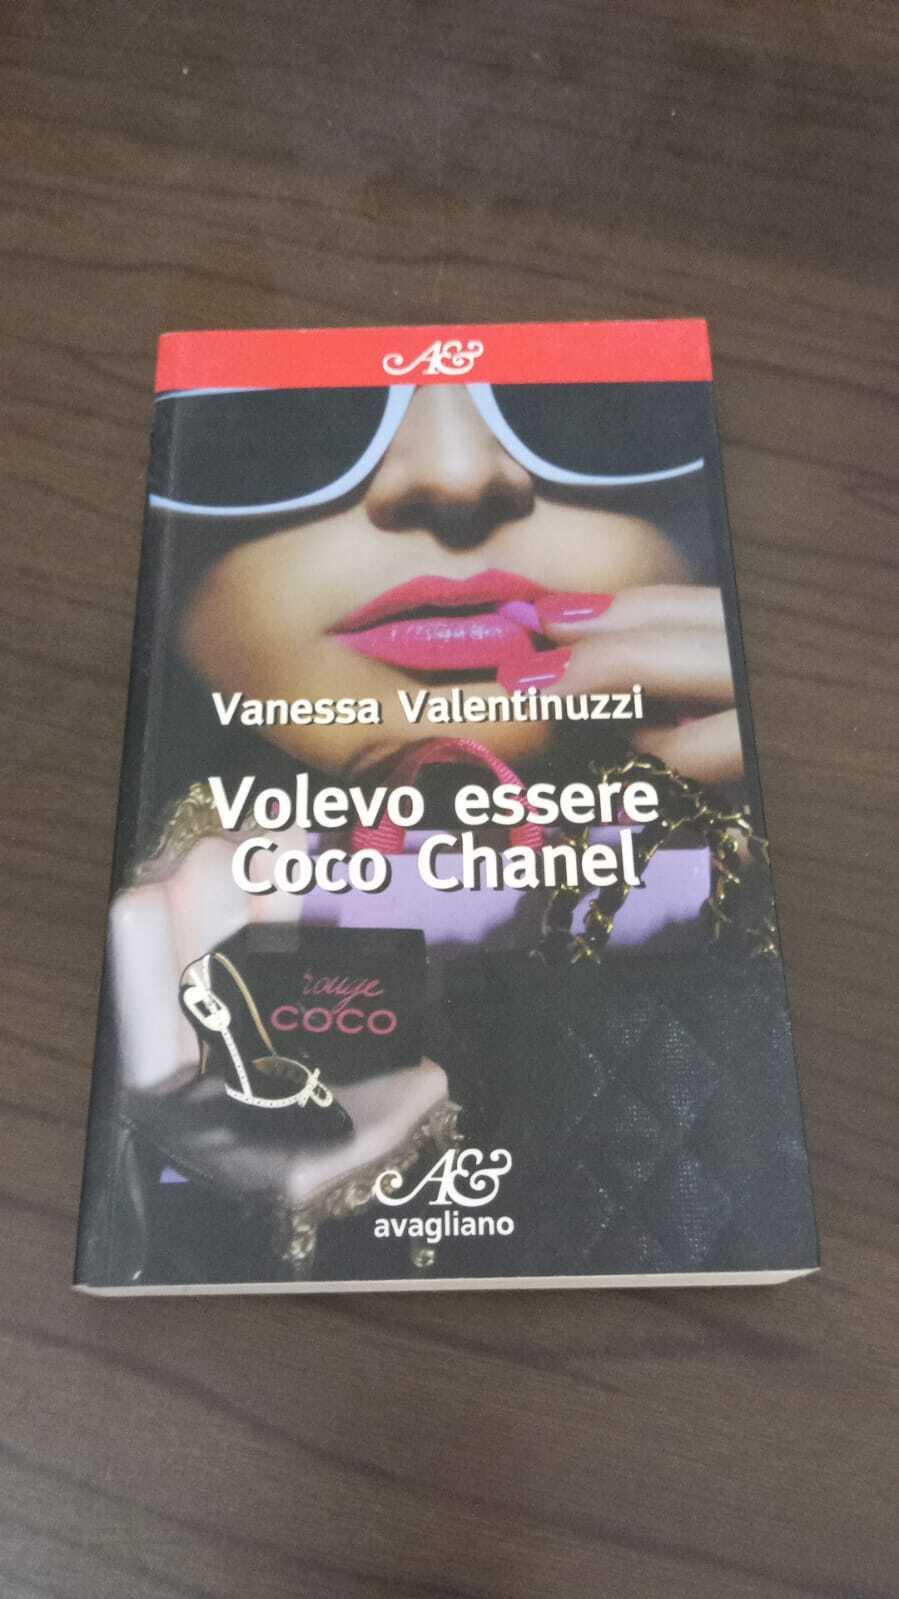 A&
Vanessa Valentinuzzi
Volevo essere
Coco Chanel
rouge
COCO
A&
avagliano